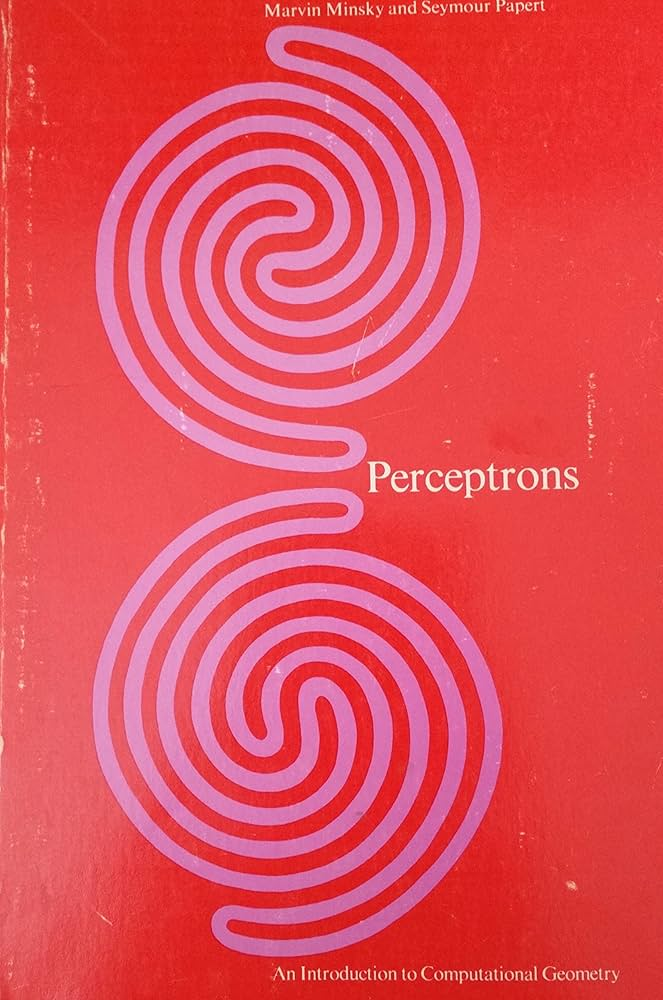 Marvin Minsky and Seymour Papert
Perceptrons
An Introduction to Computational Geometry